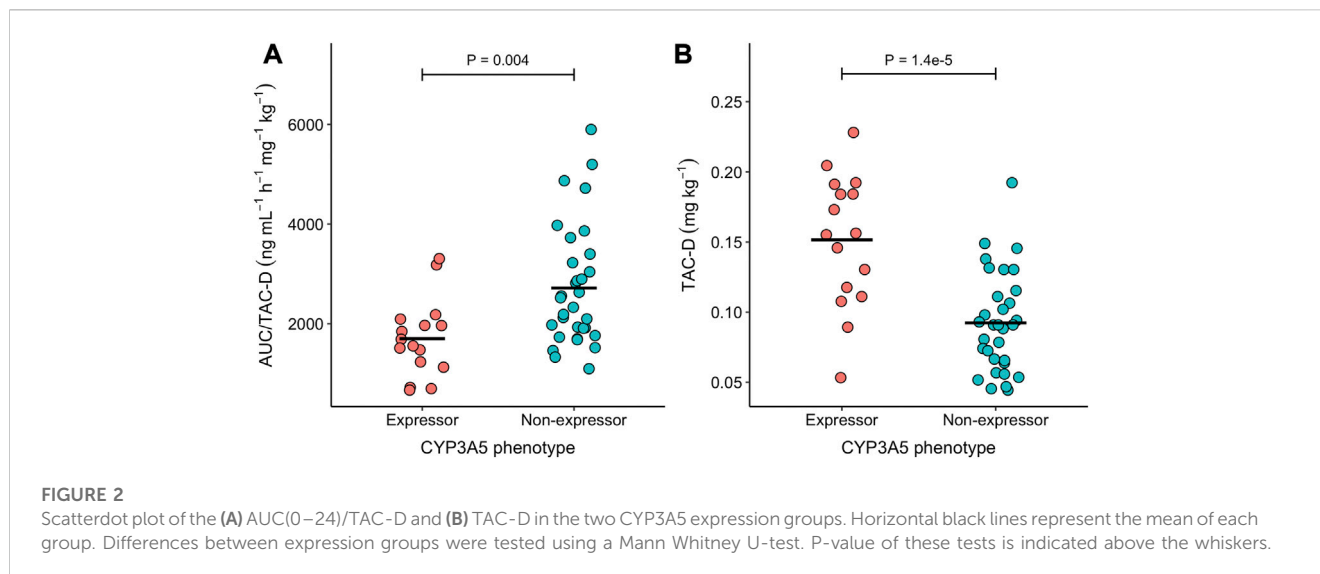 A
P = 0.004
AUC/TAC-D (ng mL⁻¹ h⁻¹ mg⁻¹ kg⁻¹)
6000
4000
2000
Expressor Non-expressor
CYP3A5 phenotype
B
P = 1.4e-5
TAC-D (mg kg⁻¹)
0.25
0.20
0.15
0.10
0.05
Expressor Non-expressor
CYP3A5 phenotype
FIGURE 2
Scatterdot plot of the (A) AUC(0–24)/TAC-D and (B) TAC-D in the two CYP3A5 expression groups. Horizontal black lines represent the mean of each
group. Differences between expression groups were tested using a Mann Whitney U-test. P-value of these tests is indicated above the whiskers.